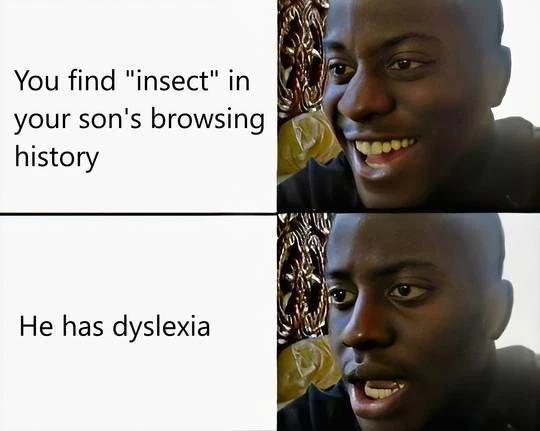 You find "insect" in
your son's browsing
history
He has dyslexia